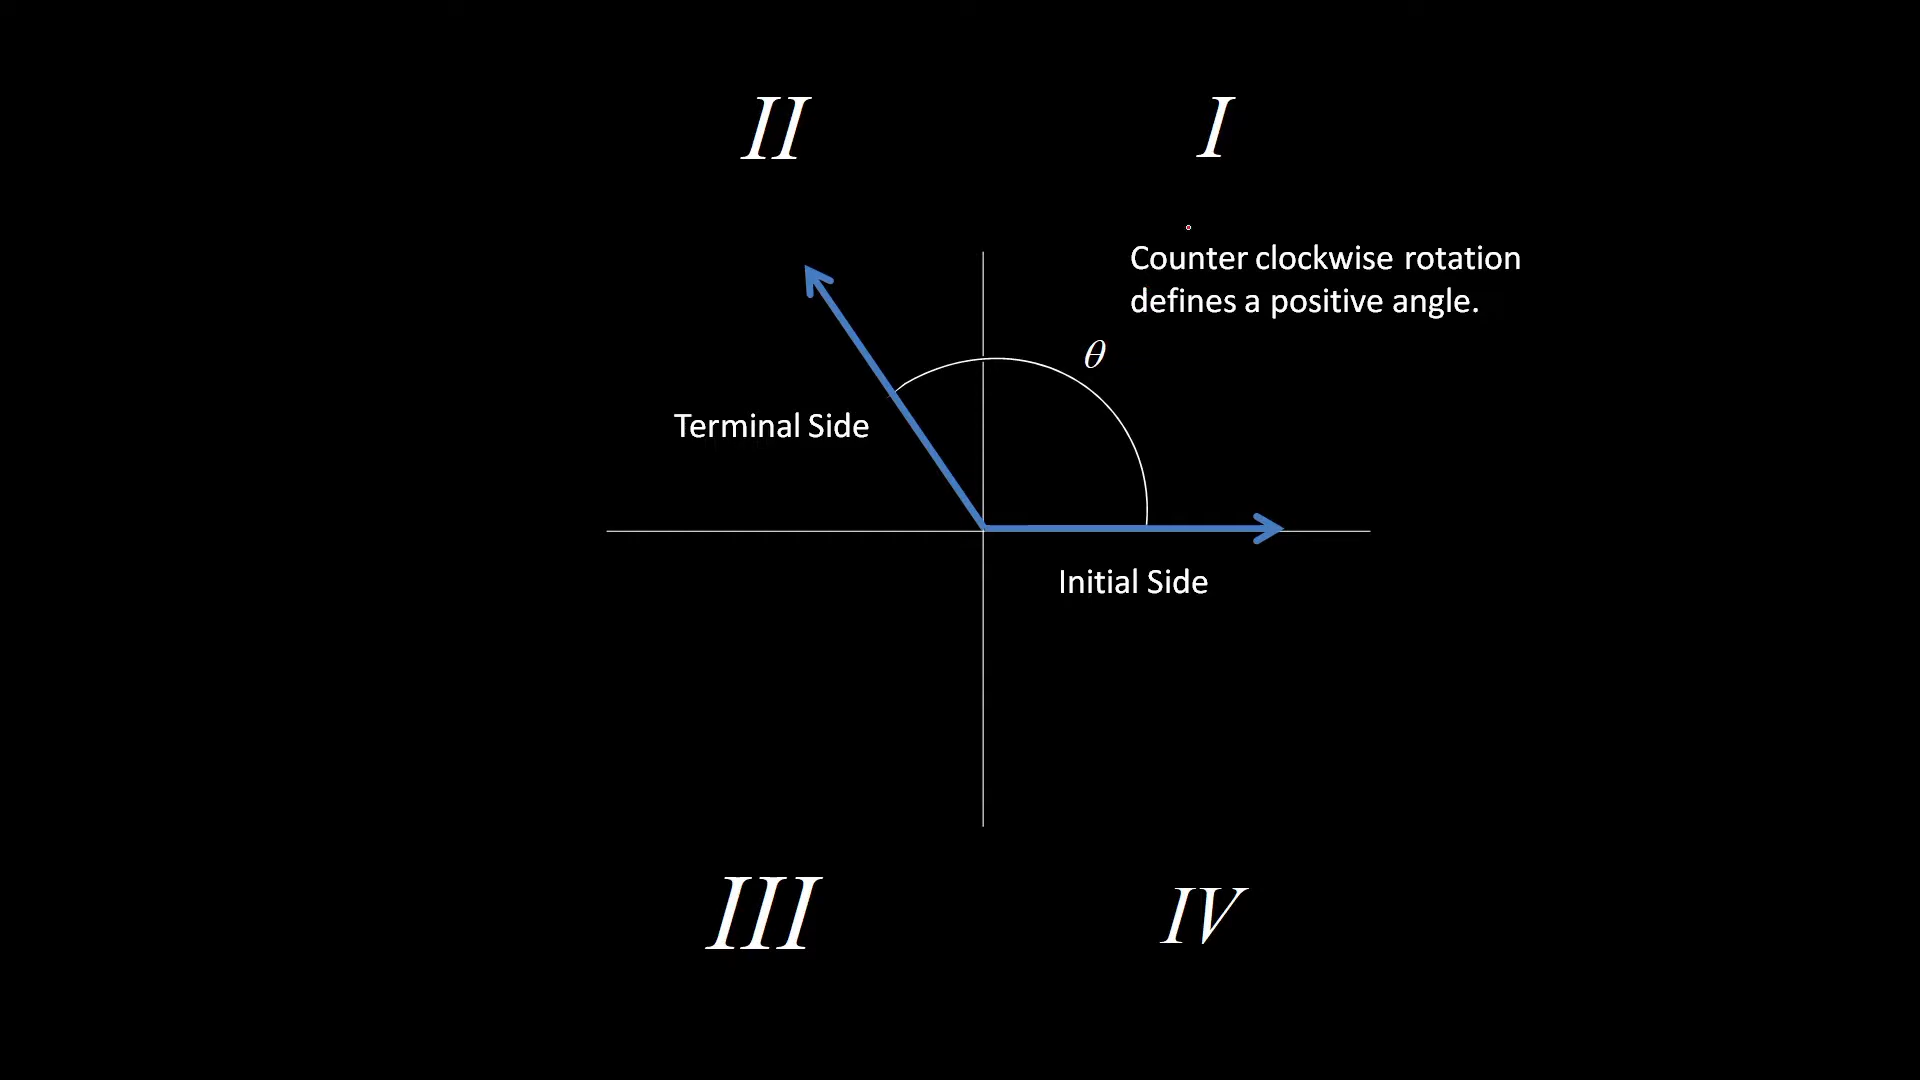 II
I
Counter clockwise rotation
defines a positive angle.
θ
Terminal Side
Initial Side
III
IV